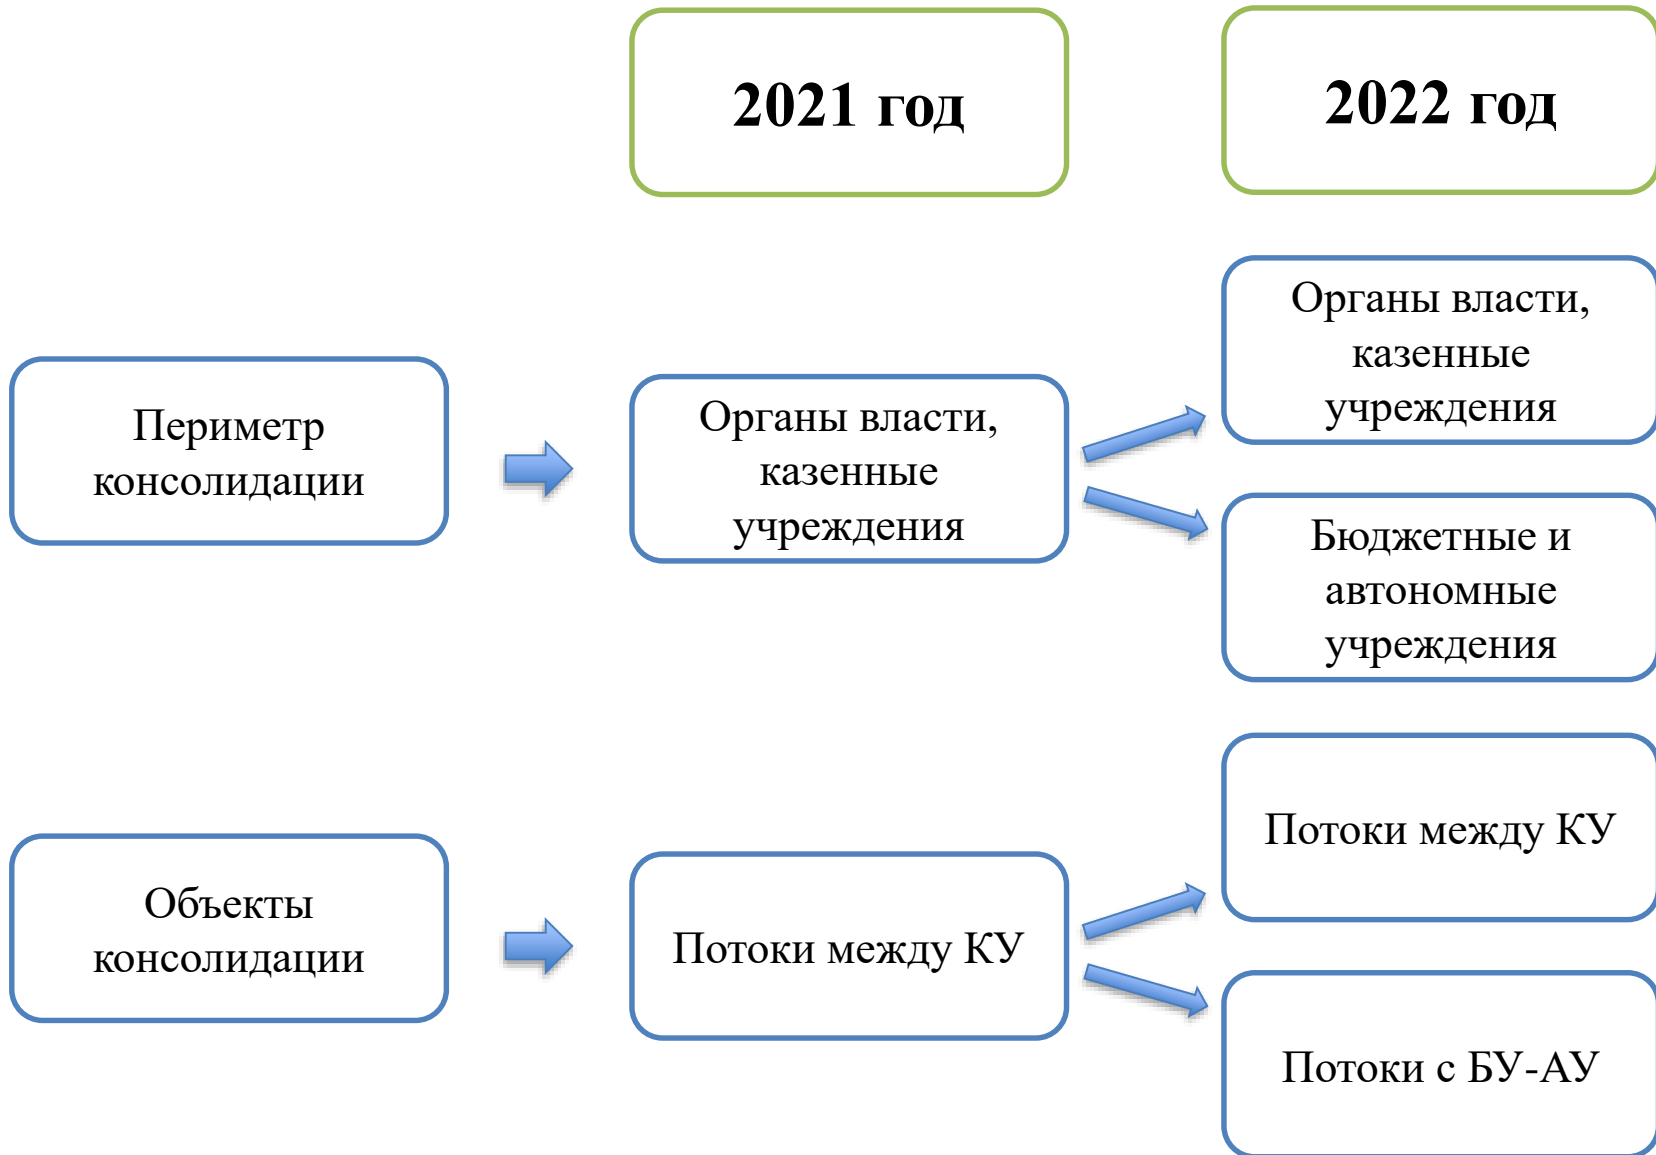 2021 год
2022 год
Периметр
консолидации
Органы власти,
казенные
учреждения
Органы власти,
казенные
учреждения
Бюджетные и
автономные
учреждения
Объекты
консолидации
Потоки между КУ
Потоки между КУ
Потоки с БУ-АУ